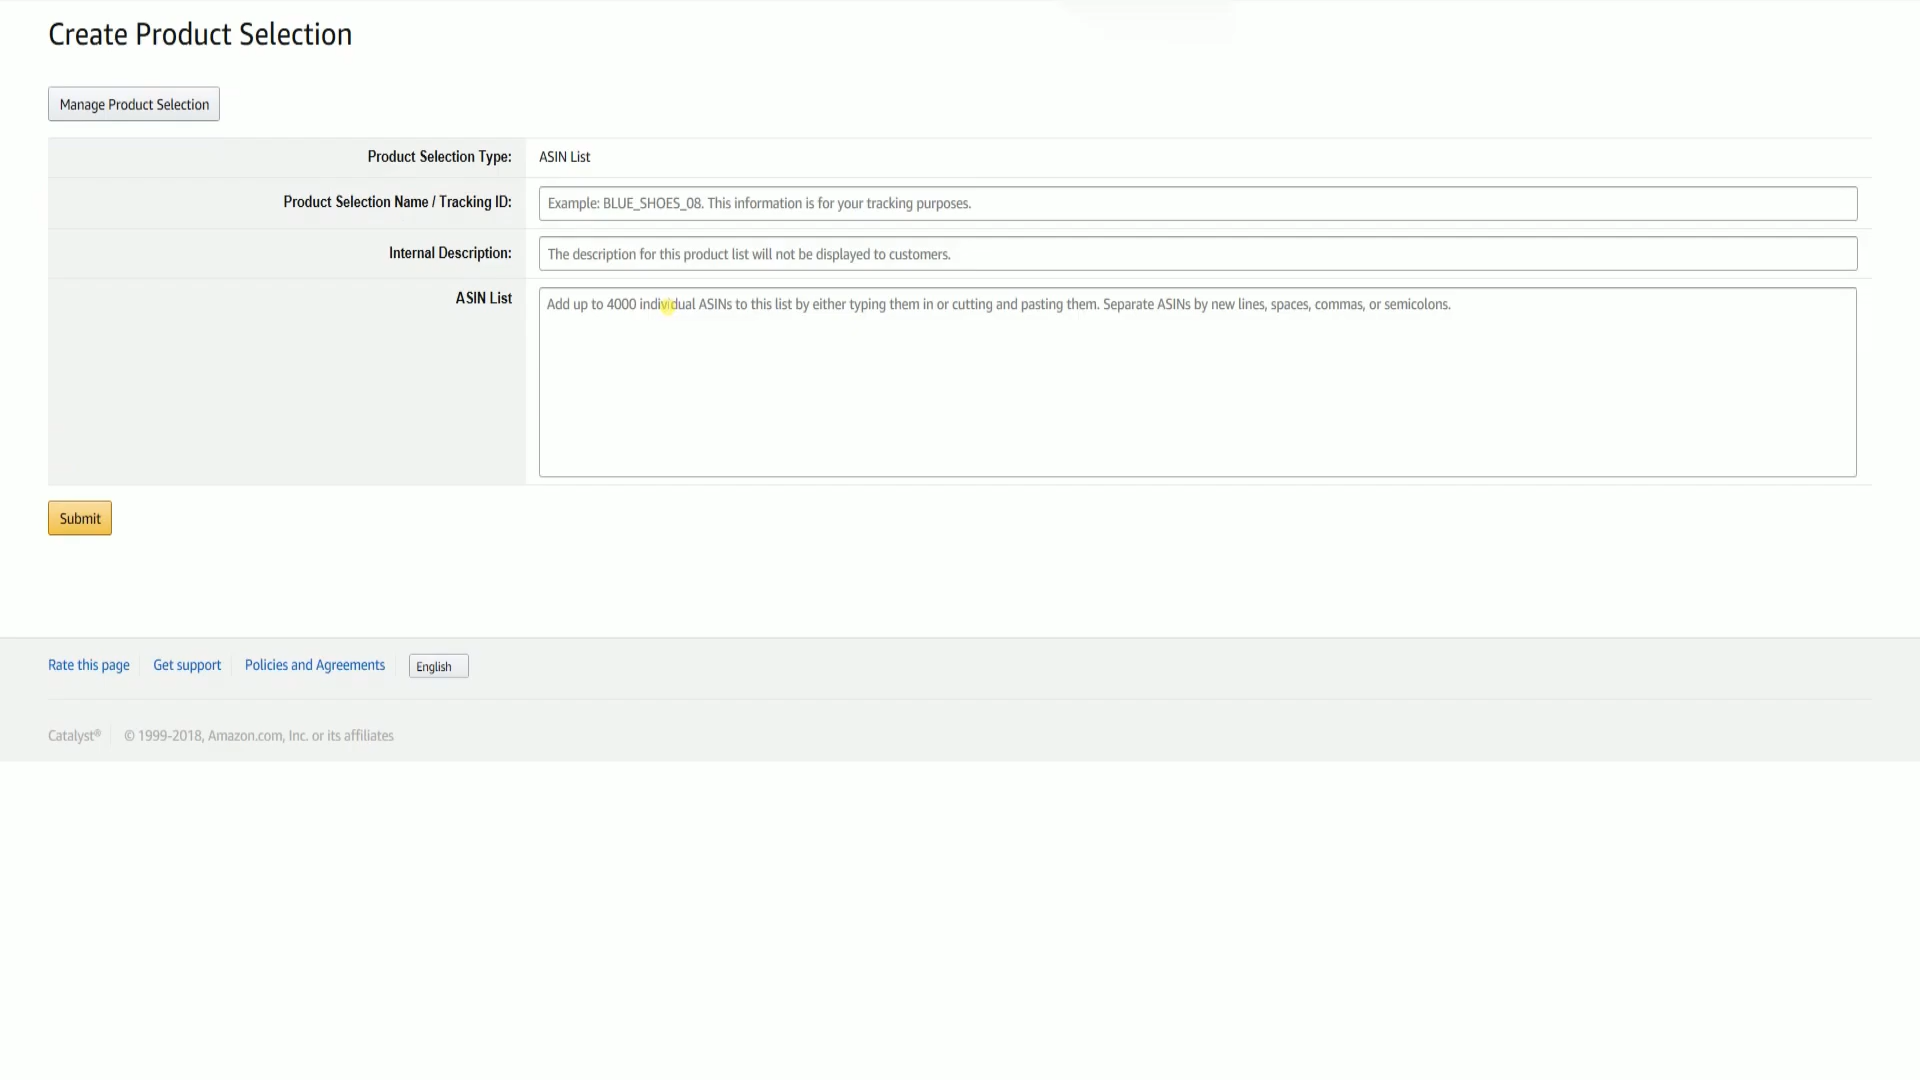 Create Product Selection
Manage Product Selection
Product Selection Type: ASIN List
Product Selection Name / Tracking ID: Example: BLUE_SHOES_08. This information is for your tracking purposes.
Internal Description: The description for this product list will not be displayed to customers.
ASIN List Add up to 4000 individual ASINs to this list by either typing them in or cutting and pasting them. Separate ASINs by new lines, spaces, commas, or semicolons.
Submit
Rate this page Get support Policies and Agreements English
Catalyst® © 1999-2018, Amazon.com, Inc. or its affiliates